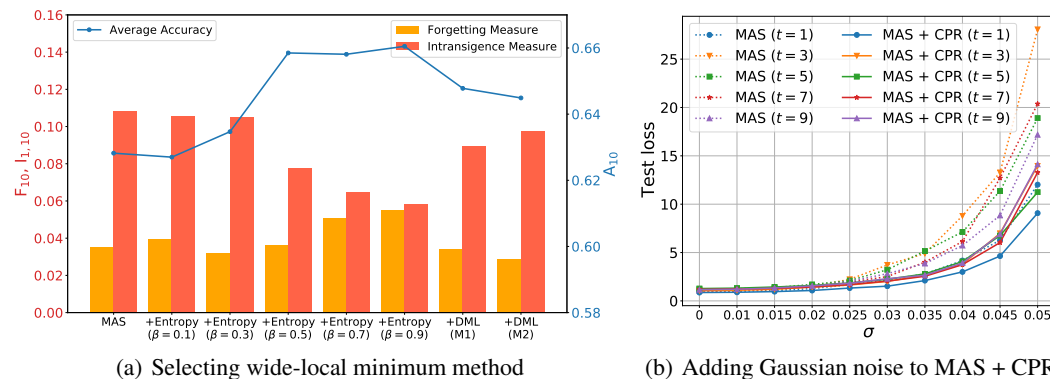 Average Accuracy
Forgetting Measure
Intransigence Measure
0.16
0.14
0.12
0.10
0.08
0.06
0.04
0.02
0.00
F10, I1,10
0.66
0.64
0.62
0.60
0.58
A10
MAS
+Entropy (β = 0.1)
+Entropy (β = 0.3)
+Entropy (β = 0.5)
+Entropy (β = 0.7)
+Entropy (β = 0.9)
+DML (M1)
+DML (M2)
(a) Selecting wide-local minimum method
MAS (t = 1)
MAS (t = 3)
MAS (t = 5)
MAS (t = 7)
MAS (t = 9)
MAS + CPR (t = 1)
MAS + CPR (t = 3)
MAS + CPR (t = 5)
MAS + CPR (t = 7)
MAS + CPR (t = 9)
25
20
15
10
5
0
Test loss
0 0.01 0.015 0.02 0.025 0.03 0.035 0.04 0.045 0.05
σ
(b) Adding Gaussian noise to MAS + CPR